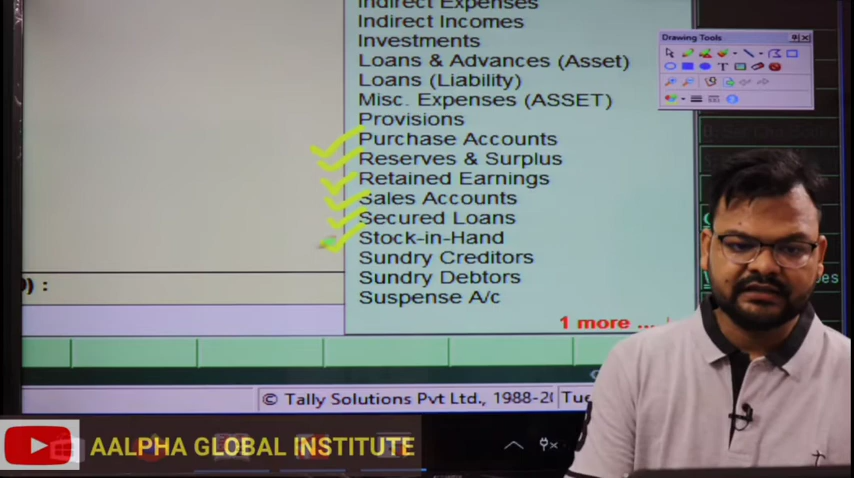 Indirect Expenses
Indirect Incomes
Investments
Loans & Advances (Asset)
Loans (Liability)
Misc. Expenses (ASSET)
Provisions
Purchase Accounts
Reserves & Surplus
Retained Earnings
Sales Accounts
Secured Loans
Stock-in-Hand
Sundry Creditors
Sundry Debtors
Suspense A/c
1 more ...
Drawing Tools
) :
© Tally Solutions Pvt Ltd., 1988-20
Tue
AALPHA GLOBAL INSTITUTE